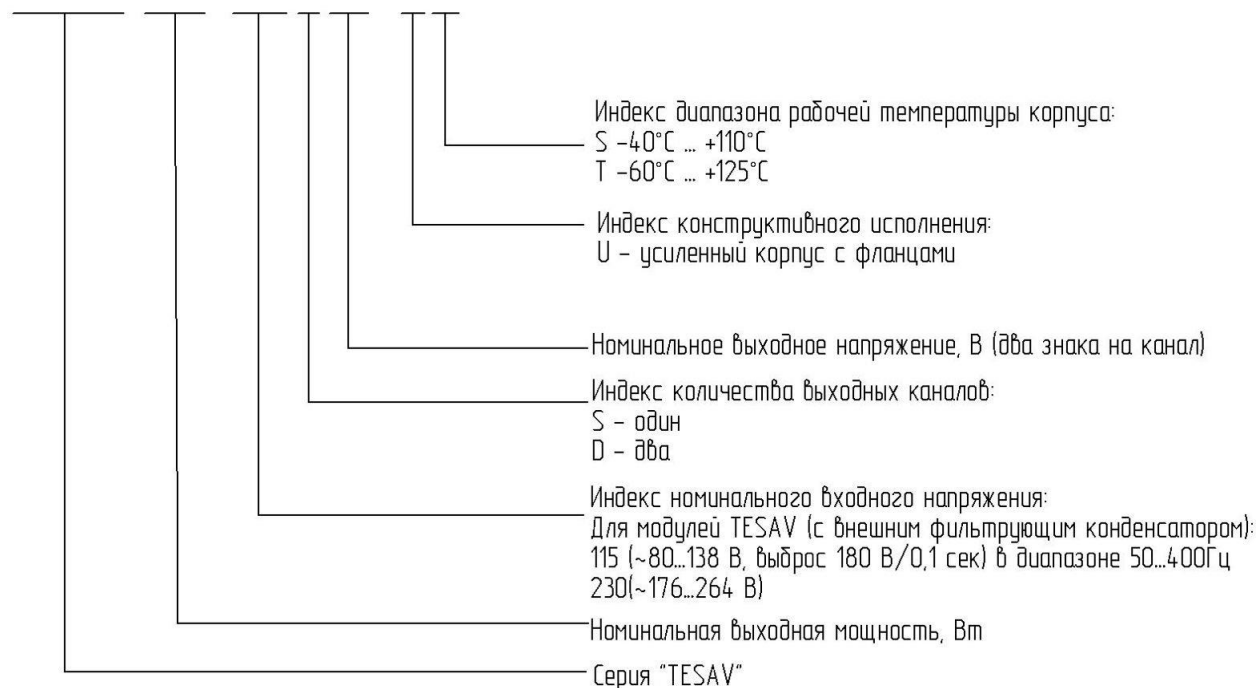 Индекс диапазона рабочей температуры корпуса:
S -40°C ... +110°C
T -60°C ... +125°C
Индекс конструктивного исполнения:
U - усиленный корпус с фланцами
Номинальное выходное напряжение, В (два знака на канал)
Индекс количества выходных каналов:
S - один
D - два
Индекс номинального входного напряжения:
Для модулей TESAV (с внешним фильтрующим конденсатором):
115 (~80...138 В, выброс 180 В/0,1 сек) в диапазоне 50...400Гц
230(~176...264 В)
Номинальная выходная мощность, Вт
Серия "TESAV"